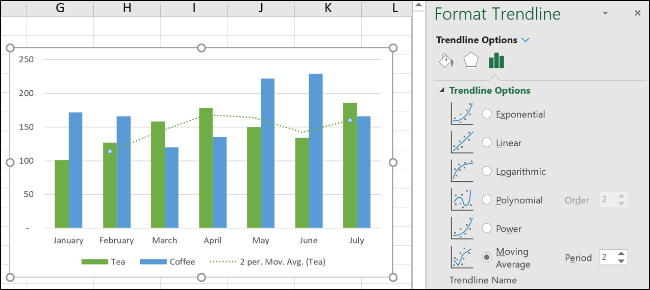 G H I J K L
250
200
150
100
50
-
January February March April May June July
Tea Coffee 2 per. Mov. Avg. (Tea)
Format Trendline
Trendline Options
Trendline Options
Exponential
Linear
Logarithmic
Polynomial Order 2
Power
Moving
Average Period 2
Trendline Name